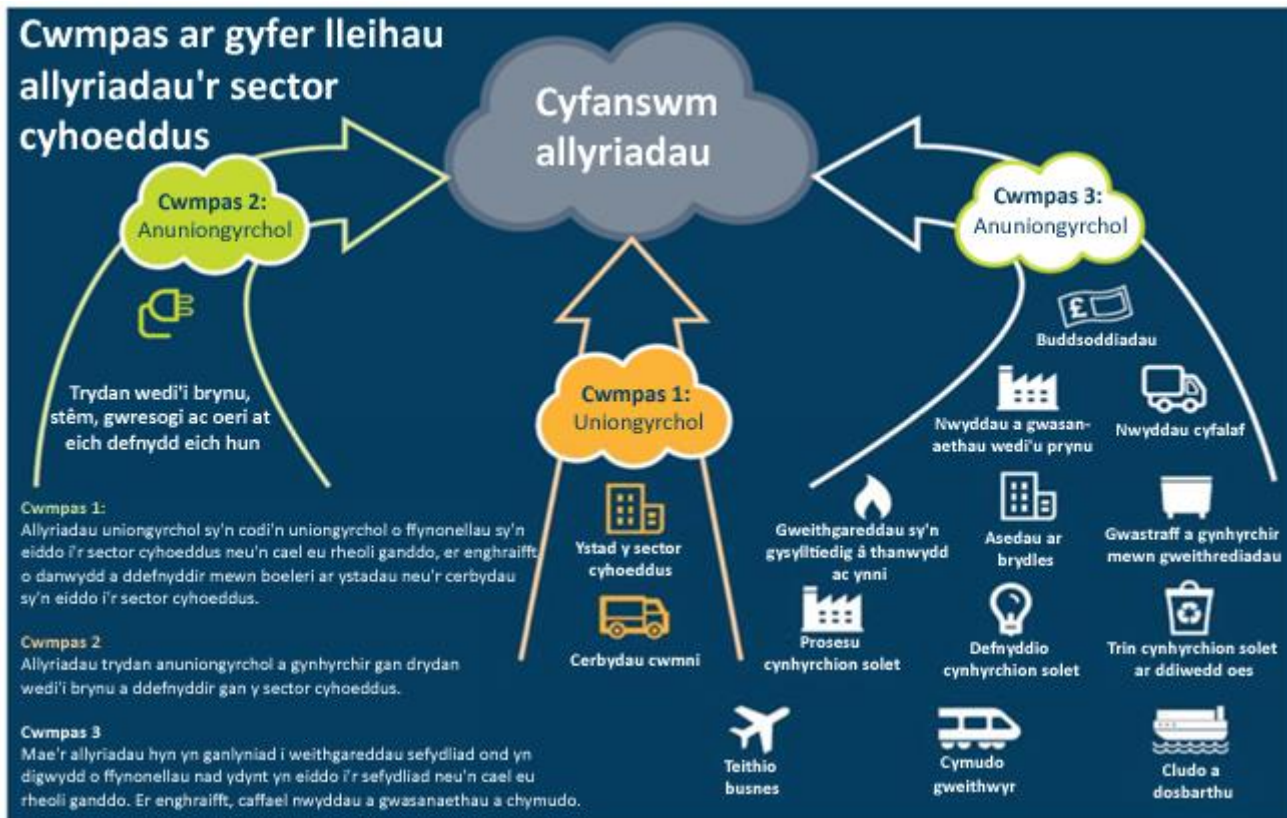 Cwmpas ar gyfer lleihau
allyriadau'r sector
cyhoeddus
Cyfanswm
allyriadau
Cwmpas 2:
Anuniongyrchol
Trydan wedi'i brynu,
stêm, gwresogi ac oeri at
eich defnydd eich hun
Cwmpas 1:
Uniongyrchol
Ystad y sector
cyhoeddus
Cerbydau cwmni
Cwmpas 3:
Anuniongyrchol
£
Buddsoddiadau
Nwyddau a gwasan-
aethau wedi'u prynu
Nwyddau cyfalaf
Gweithgareddau sy'n
gysylltiedig â thanwydd
ac ynni
Asedau ar
brydles
Gwastraff a gynhyrchir
mewn gweithrediadau
Prosesu
cynhyrchion solet
Defnyddio
cynhyrchion solet
Trin cynhyrchion solet
ar ddiwedd oes
Teithio
busnes
Cymudo
gweithwyr
Cludo a
dosbarthu
Cwmpas 1:
Allyriadau uniongyrchol sy'n codi'n uniongyrchol o ffynonellau sy'n
eiddo i'r sector cyhoeddus neu'n cael eu rheoli ganddo, er enghraifft
o danwydd a ddefnyddir mewn boeleri ar ystadau neu'r cerbydau
sy'n eiddo i'r sector cyhoeddus.
Cwmpas 2
Allyriadau trydan anuniongyrchol a gynhyrchir gan drydan
wedi'i brynu a ddefnyddir gan y sector cyhoeddus.
Cwmpas 3
Mae'r allyriadau hyn yn ganlyniad i weithgareddau sefydliad ond yn
digwydd o ffynonellau nad ydynt yn eiddo i'r sefydliad neu'n cael eu
rheoli ganddo. Er enghraifft, caffael nwyddau a gwasanaethau a chymudo.